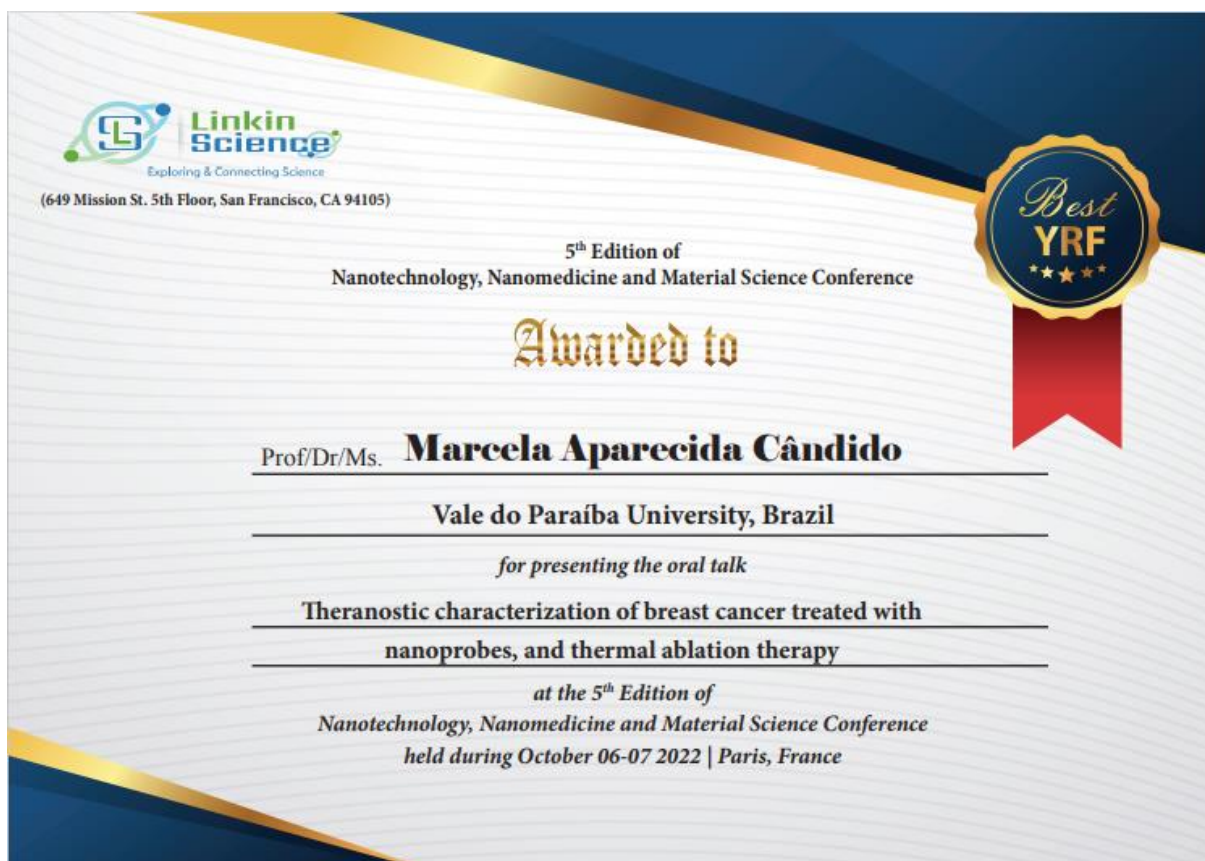 LS
Linkin
Science
Exploring & Connecting Science
(649 Mission St. 5th Floor, San Francisco, CA 94105)
Best
YRF
5th Edition of
Nanotechnology, Nanomedicine and Material Science Conference
Awarded to
Prof/Dr/Ms. Marcela Aparecida Cândido
Vale do Paraíba University, Brazil
for presenting the oral talk
Theranostic characterization of breast cancer treated with
nanoprobes, and thermal ablation therapy
at the 5th Edition of
Nanotechnology, Nanomedicine and Material Science Conference
held during October 06-07 2022 | Paris, France